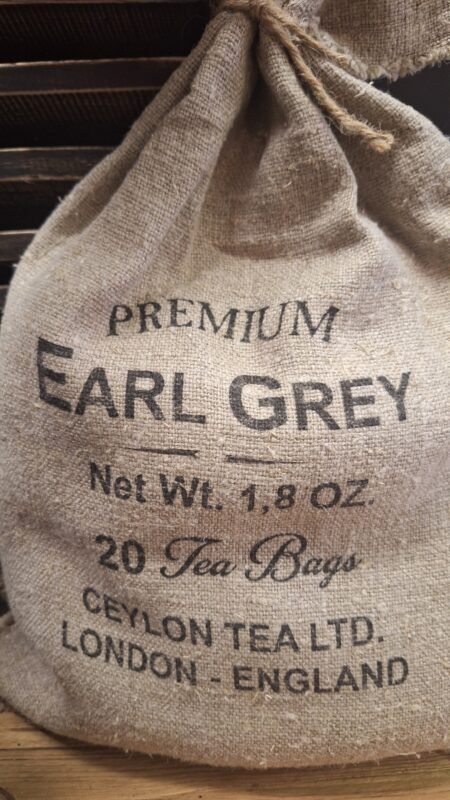 PREMIUM
EARL GREY
Net Wt. 1,8 OZ.
20 Tea Bags
CEYLON TEA LTD.
LONDON - ENGLAND